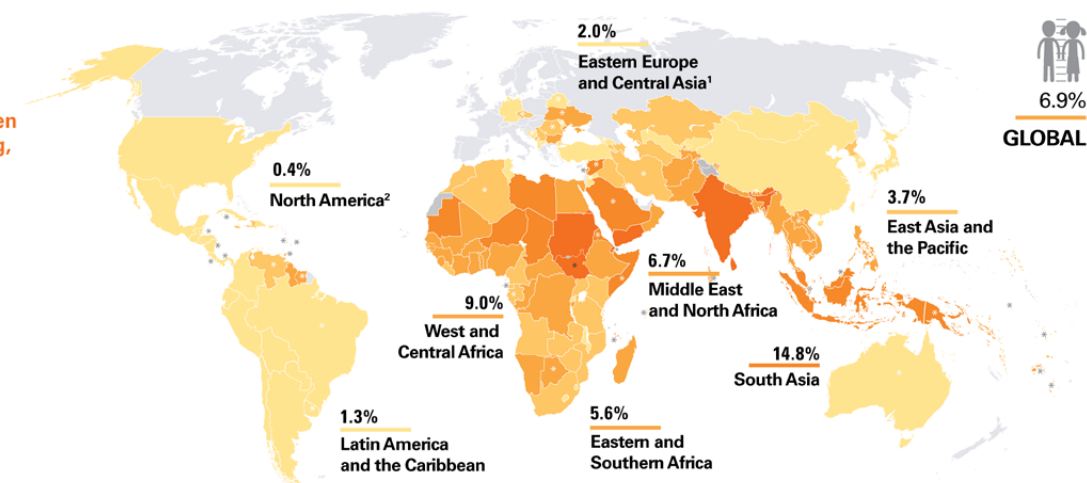 en
g,
2.0%
Eastern Europe
and Central Asia¹
6.9%
GLOBAL
0.4%
North America²
3.7%
East Asia and
the Pacific
6.7%
Middle East
and North Africa
9.0%
West and
Central Africa
14.8%
South Asia
1.3%
Latin America
and the Caribbean
5.6%
Eastern and
Southern Africa